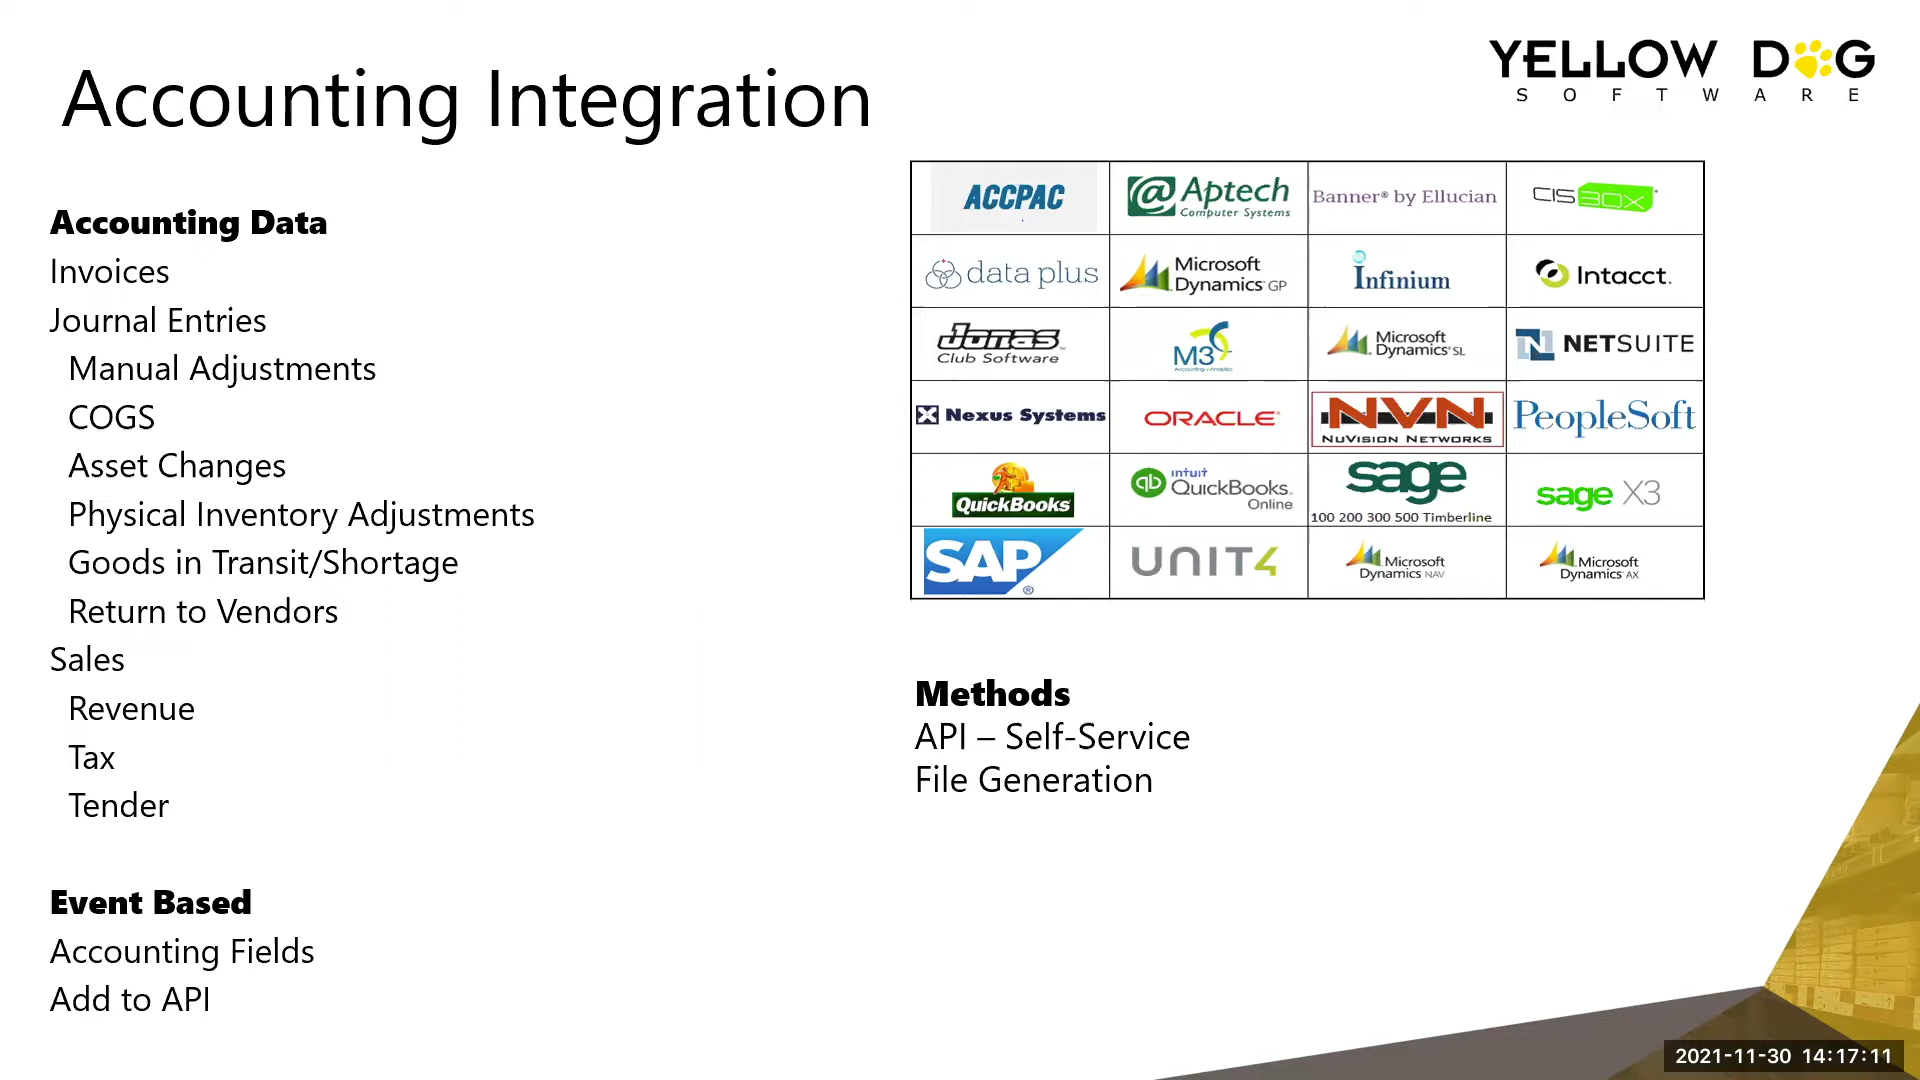 YELLOW DOG
SOFTWARE
Accounting Integration
Accounting Data
Invoices
Journal Entries
Manual Adjustments
COGS
Asset Changes
Physical Inventory Adjustments
Goods in Transit/Shortage
Return to Vendors
Sales
Revenue
Tax
Tender
Event Based
Accounting Fields
Add to API
ACCPAC
@Aptech
Computer Systems
Banner® by Ellucian
CISBOX
data plus
Microsoft
Dynamics GP
Infinium
Intacct.
Jonas
Club Software
M3
Accounting + Analytics
Microsoft
Dynamics SL
NETSUITE
Nexus Systems
ORACLE®
NVN
NUVISION NETWORKS
PeopleSoft
QuickBooks
qb
intuit
QuickBooks
Online
sage
100 200 300 500 Timberline
sage X3
SAP®
UNIT4
Microsoft
Dynamics NAV
Microsoft
Dynamics AX
Methods
API – Self-Service
File Generation
2021-11-30 14:17:11